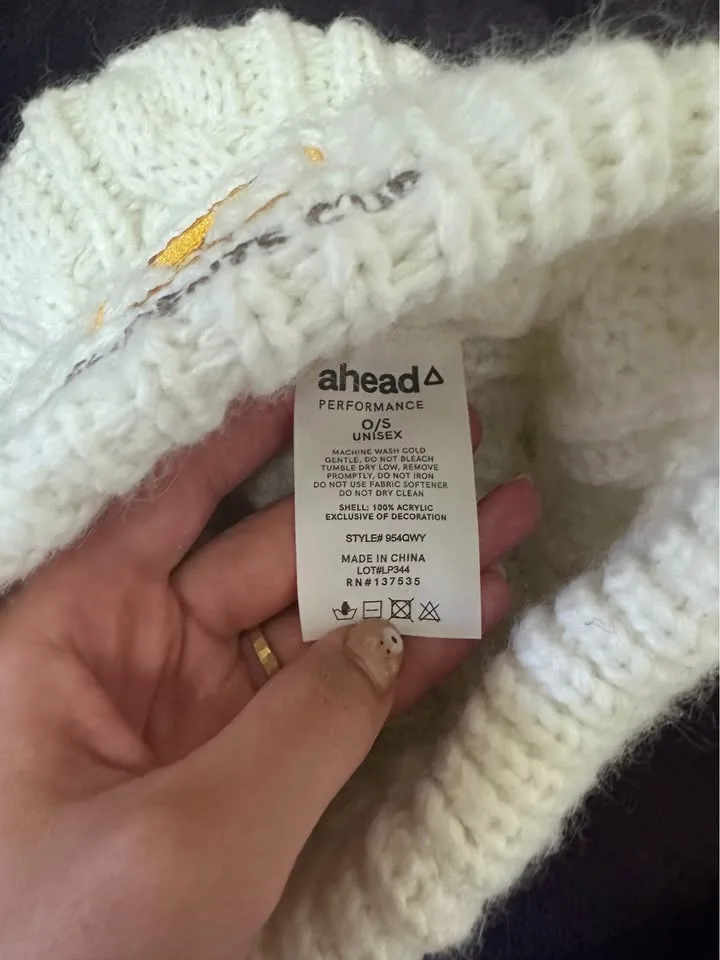 CUP
ahead
PERFORMANCE
O/S
UNISEX
MACHINE WASH COLD
GENTLE, DO NOT BLEACH
TUMBLE DRY LOW, REMOVE
PROMPTLY, DO NOT IRON
DO NOT USE FABRIC SOFTENER
DO NOT DRY CLEAN
SHELL: 100% ACRYLIC
EXCLUSIVE OF DECORATION
STYLE# 954QWY
MADE IN CHINA
LOT#LP344
RN#137535